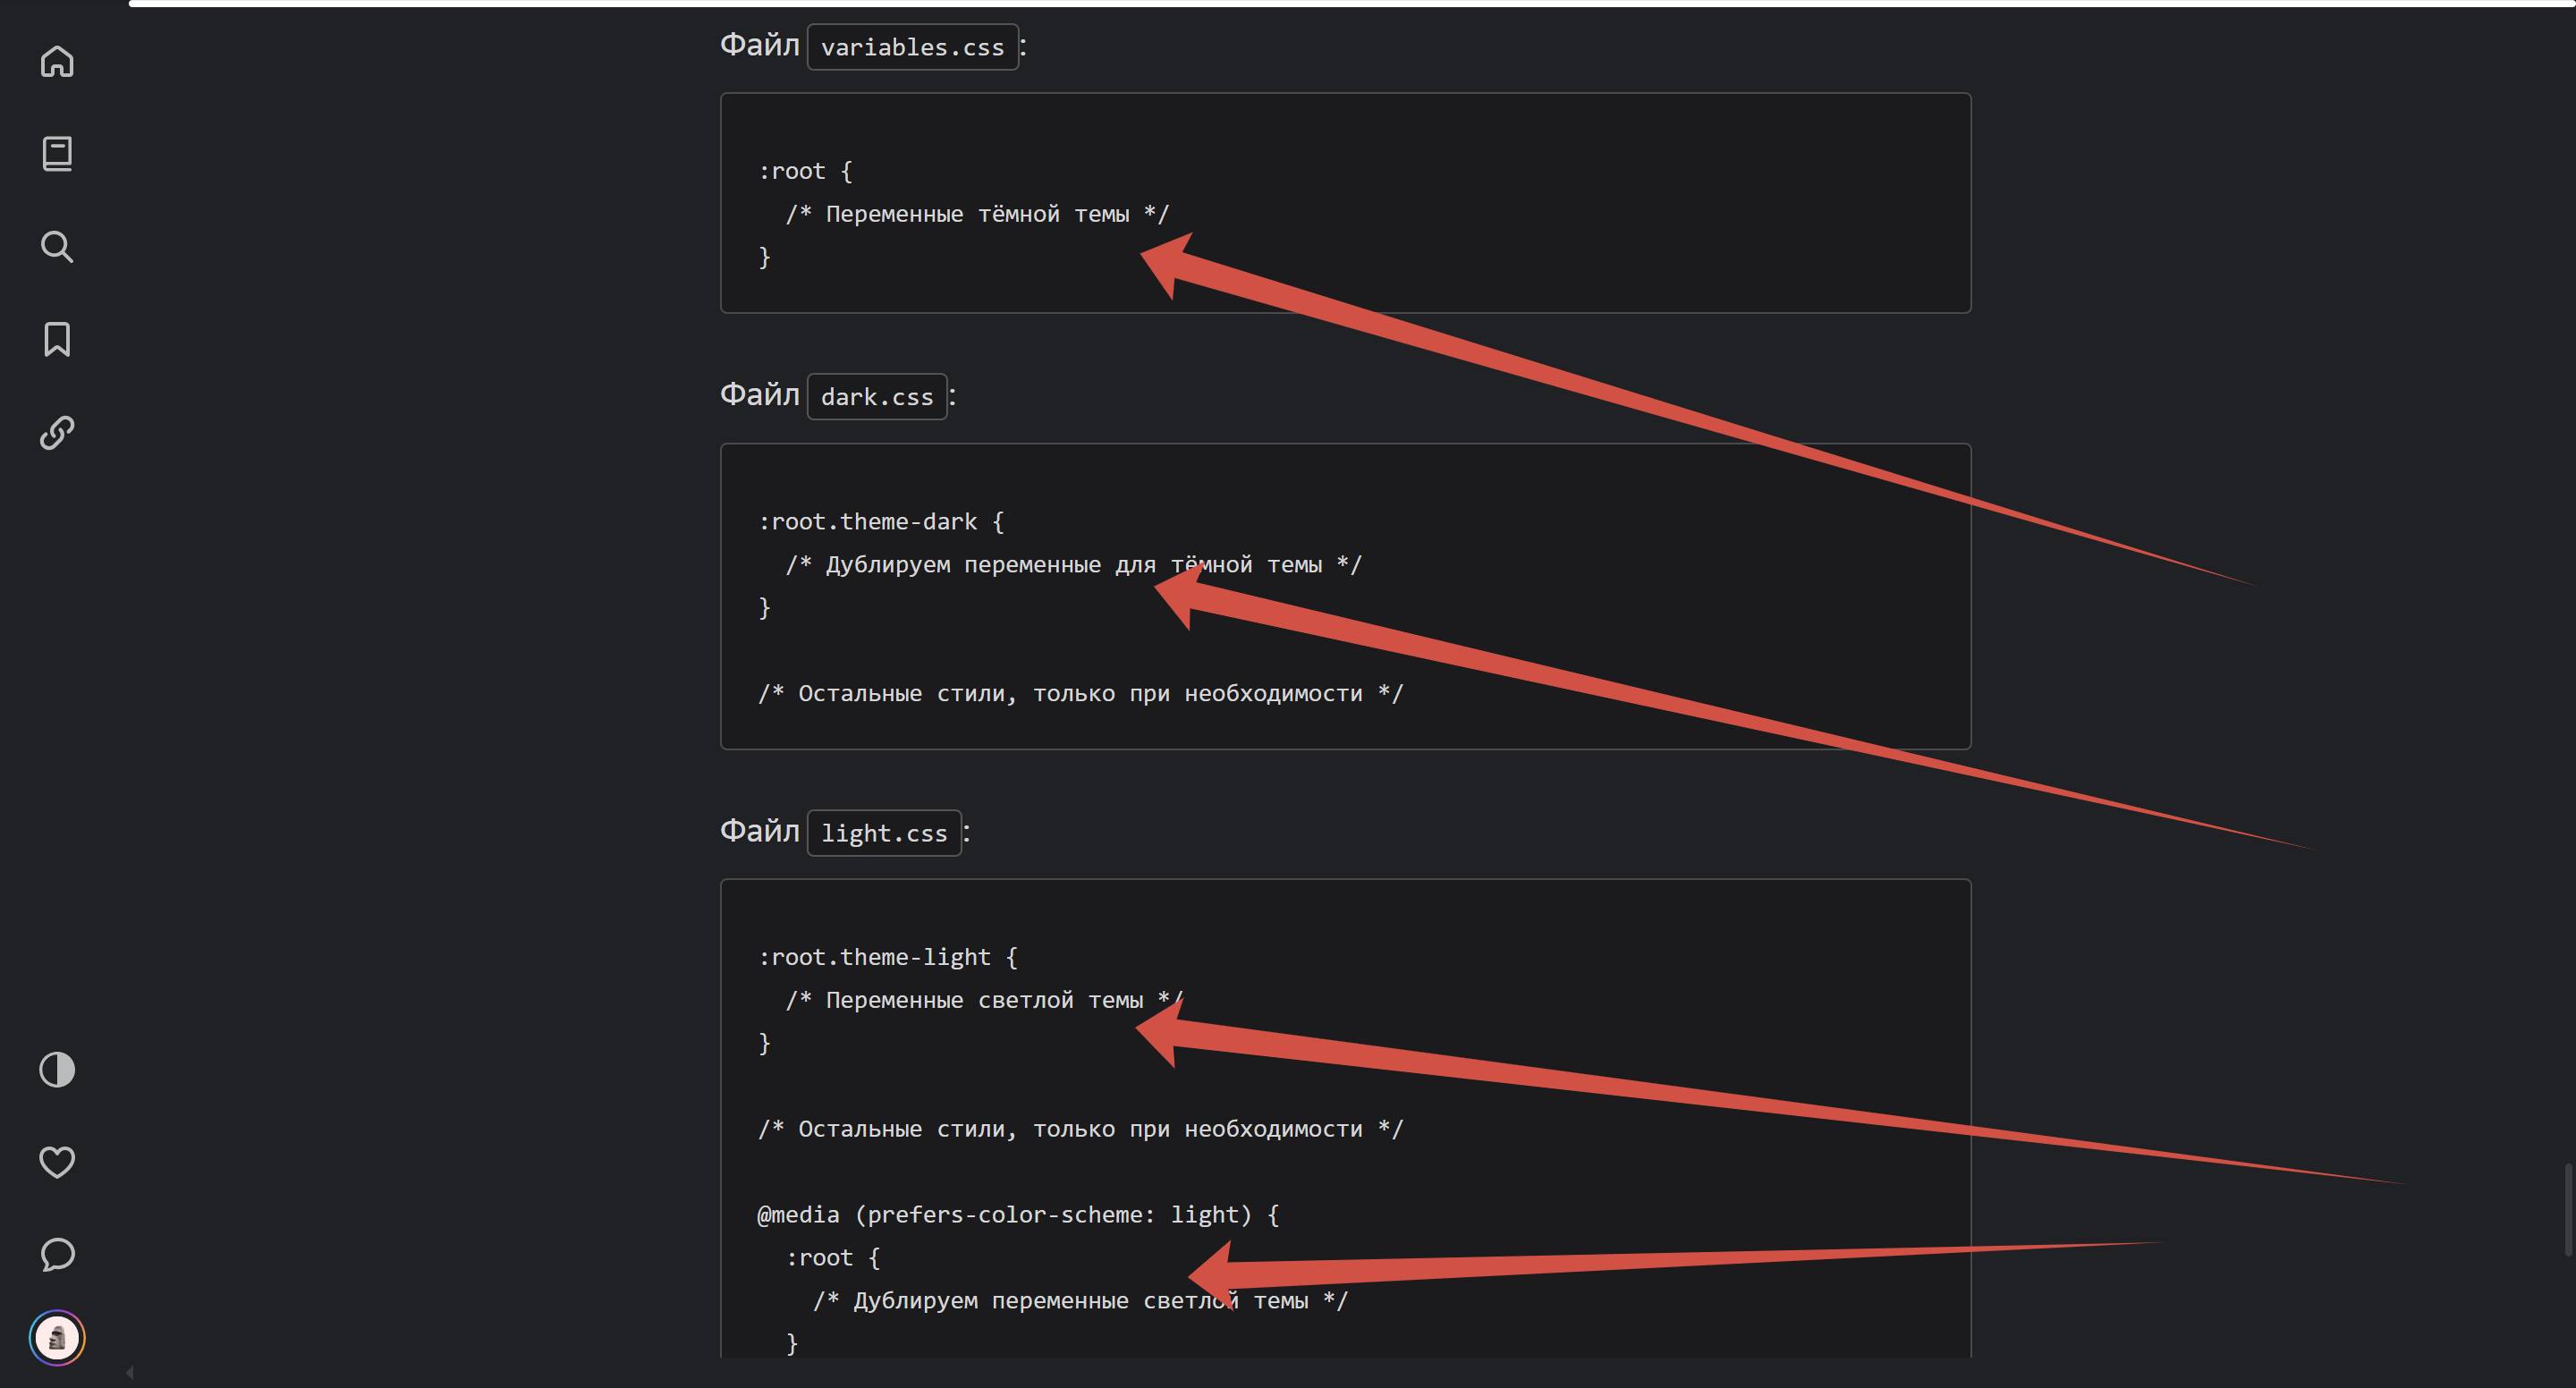 Файл variables.css:
:root {
/* Переменные тёмной темы */
}
Файл dark.css:
:root.theme-dark {
/* Дублируем переменные для тёмной темы */
}
/* Остальные стили, только при необходимости */
Файл light.css:
:root.theme-light {
/* Переменные светлой темы */
}
/* Остальные стили, только при необходимости */
@media (prefers-color-scheme: light) {
:root {
/* Дублируем переменные светлой темы */
}